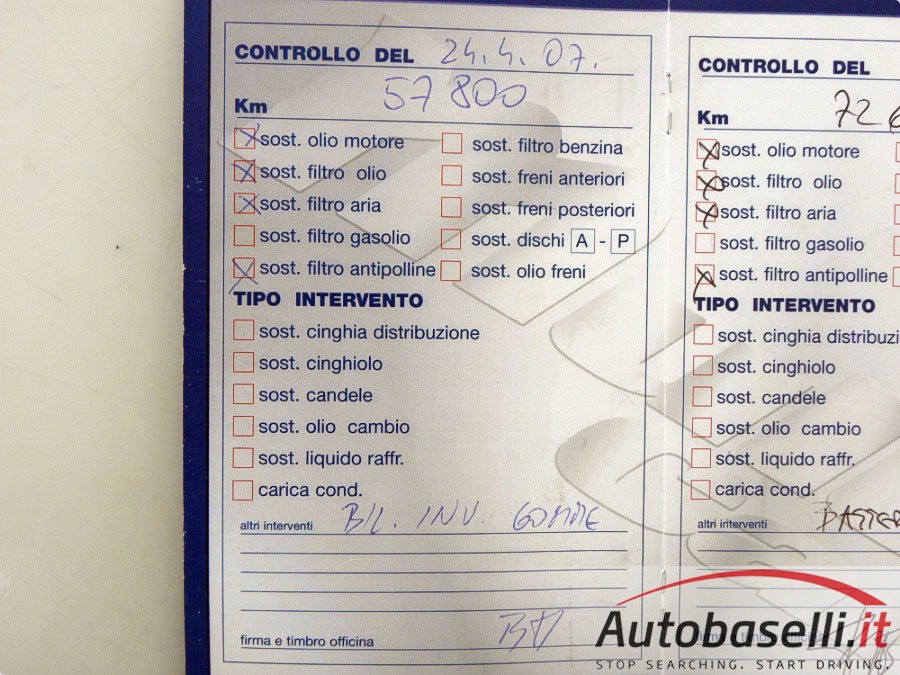 CONTROLLO DEL 24.4.07.
Km 57800
sost. olio motore
sost. filtro benzina
sost. filtro olio
sost. freni anteriori
sost. filtro aria
sost. freni posteriori
sost. filtro gasolio
sost. dischi A - P
sost. filtro antipolline
sost. olio freni
TIPO INTERVENTO
sost. cinghia distribuzione
sost. cinghiolo
sost. candele
sost. olio cambio
sost. liquido raffr.
carica cond.
altri interventi BIL. INV GOMME
firma e timbro officina
CONTROLLO DEL
Km 72
sost. olio motore
sost. filtro olio
sost. filtro aria
sost. filtro gasolio
sost. filtro antipolline
TIPO INTERVENTO
sost. cinghia distribuzi
sost. cinghiolo
sost. candele
sost. olio cambio
sost. liquido raffr.
carica cond.
altri interventi
Autobaselli.it
STOP SEARCHING. START DRIVING.